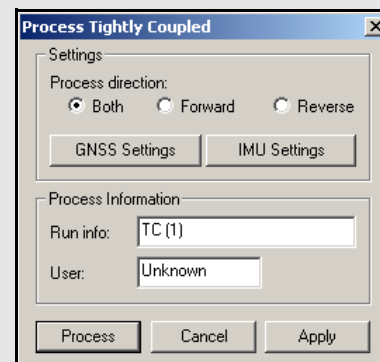 Process Tightly Coupled
Settings
Process direction:
Both Forward Reverse
GNSS Settings IMU Settings
Process Information
Run info: TC (1)
User: Unknown
Process Cancel Apply